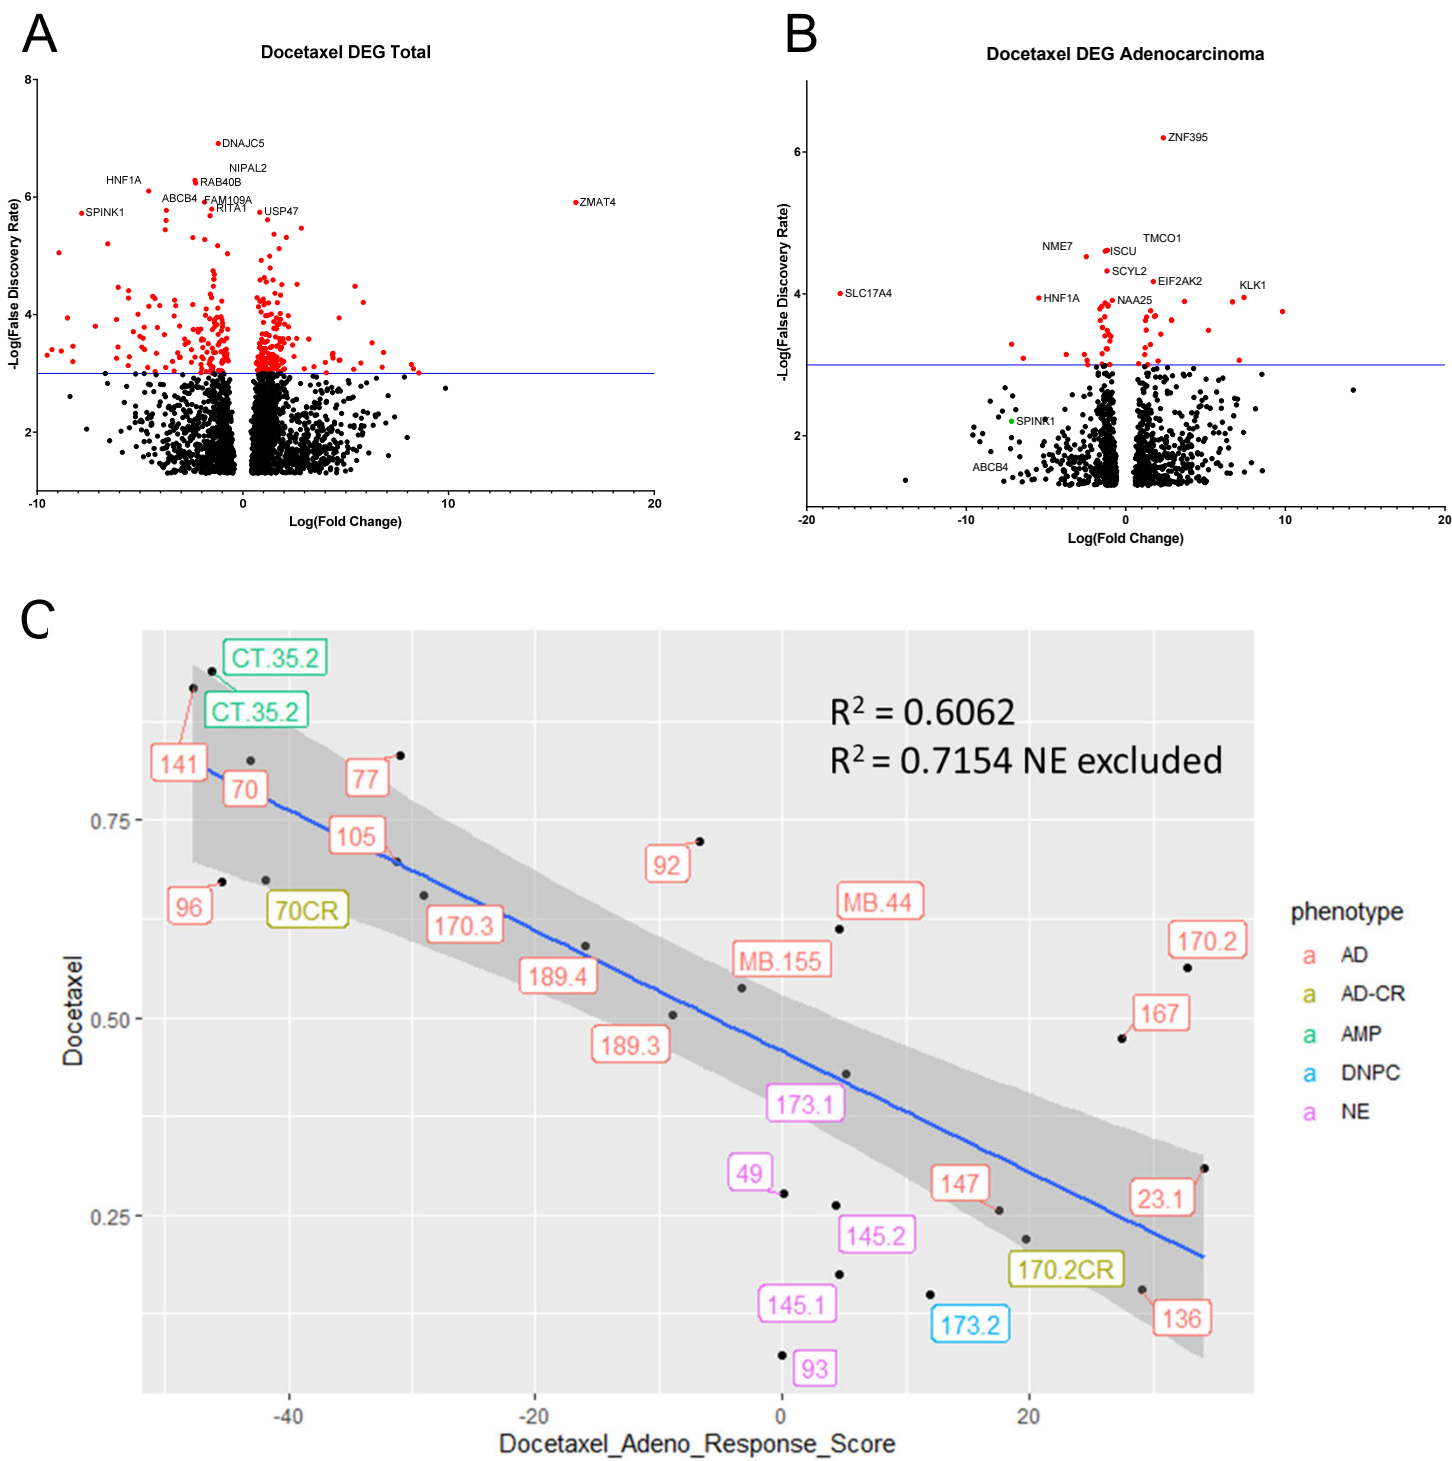 A
Docetaxel DEG Total
8
6
4
2
-Log(False Discovery Rate)
DNAJC5
NIPAL2
HNF1A
RAB40B
ABCB4
FAM109A
RITA1
SPINK1
USP47
ZMAT4
-10
0
10
20
Log(Fold Change)
B
Docetaxel DEG Adenocarcinoma
6
4
2
-Log(False Discovery Rate)
ZNF395
TMCO1
NME7
ISCU
SCYL2
EIF2AK2
KLK1
SLC17A4
HNF1A
NAA25
SPINK1
ABCB4
-20
-10
0
10
20
Log(Fold Change)
C
CT.35.2
CT.35.2
R² = 0.6062
R² = 0.7154 NE excluded
141
70
77
105
92
96
70CR
170.3
MB.44
MB.155
170.2
189.4
167
189.3
173.1
49
147
23.1
145.2
170.2CR
145.1
173.2
136
93
0.75
0.50
0.25
Docetaxel
-40
-20
0
20
Docetaxel_Adeno_Response_Score
phenotype
a AD
a AD-CR
a AMP
a DNPC
a NE